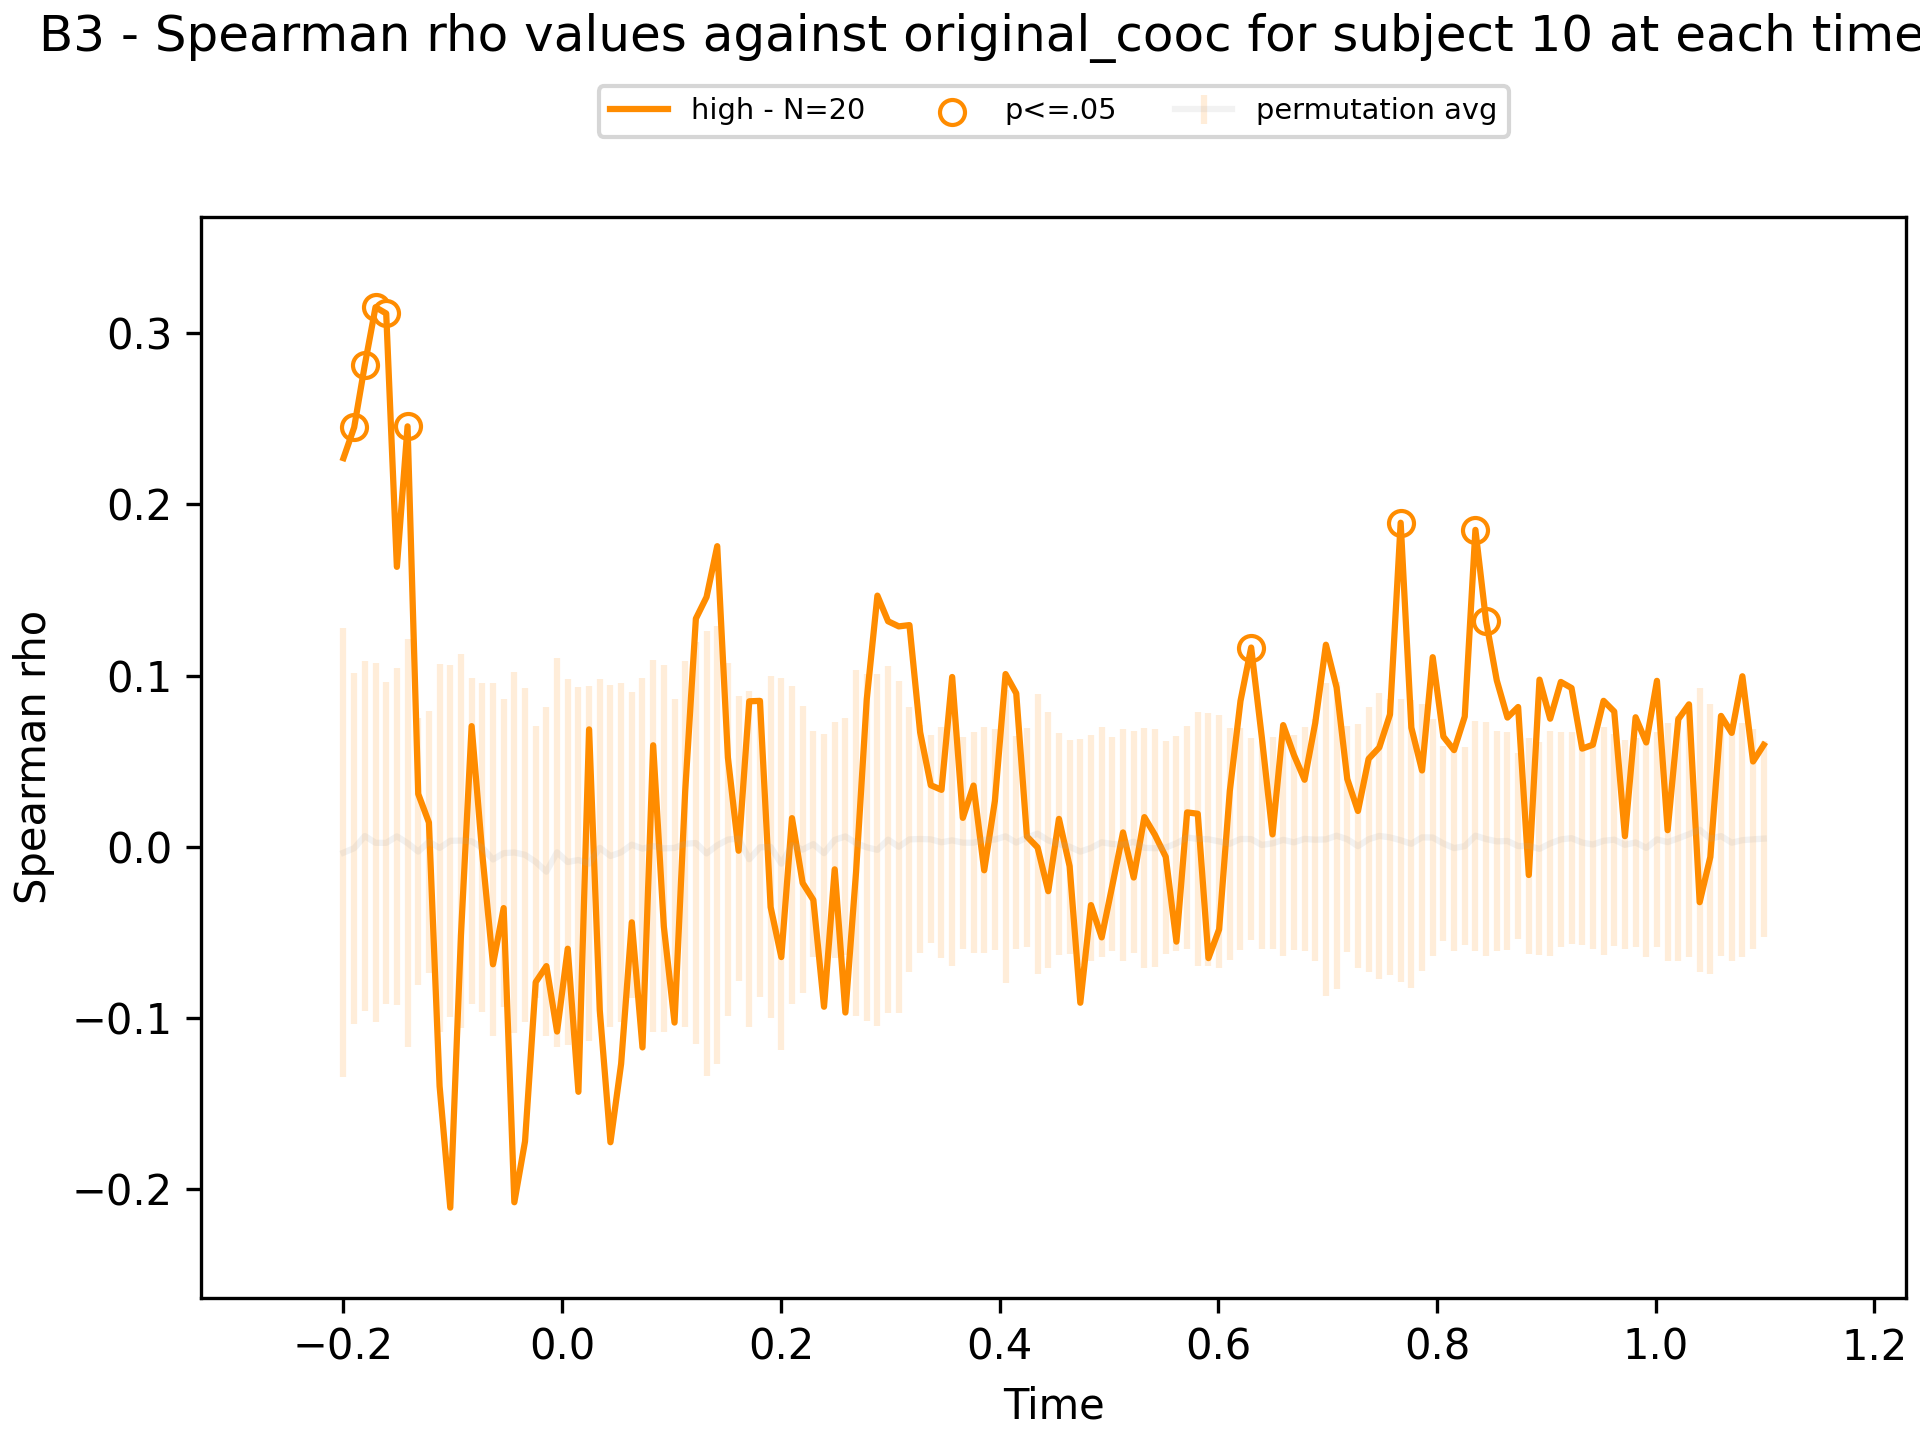 B3 - Spearman rho values against original_cooc for subject 10 at each time
high - N=20 p<=.05 permutation avg
0.3
0.2
0.1
0.0
−0.1
−0.2
Spearman rho
−0.2 0.0 0.2 0.4 0.6 0.8 1.0 1.2
Time